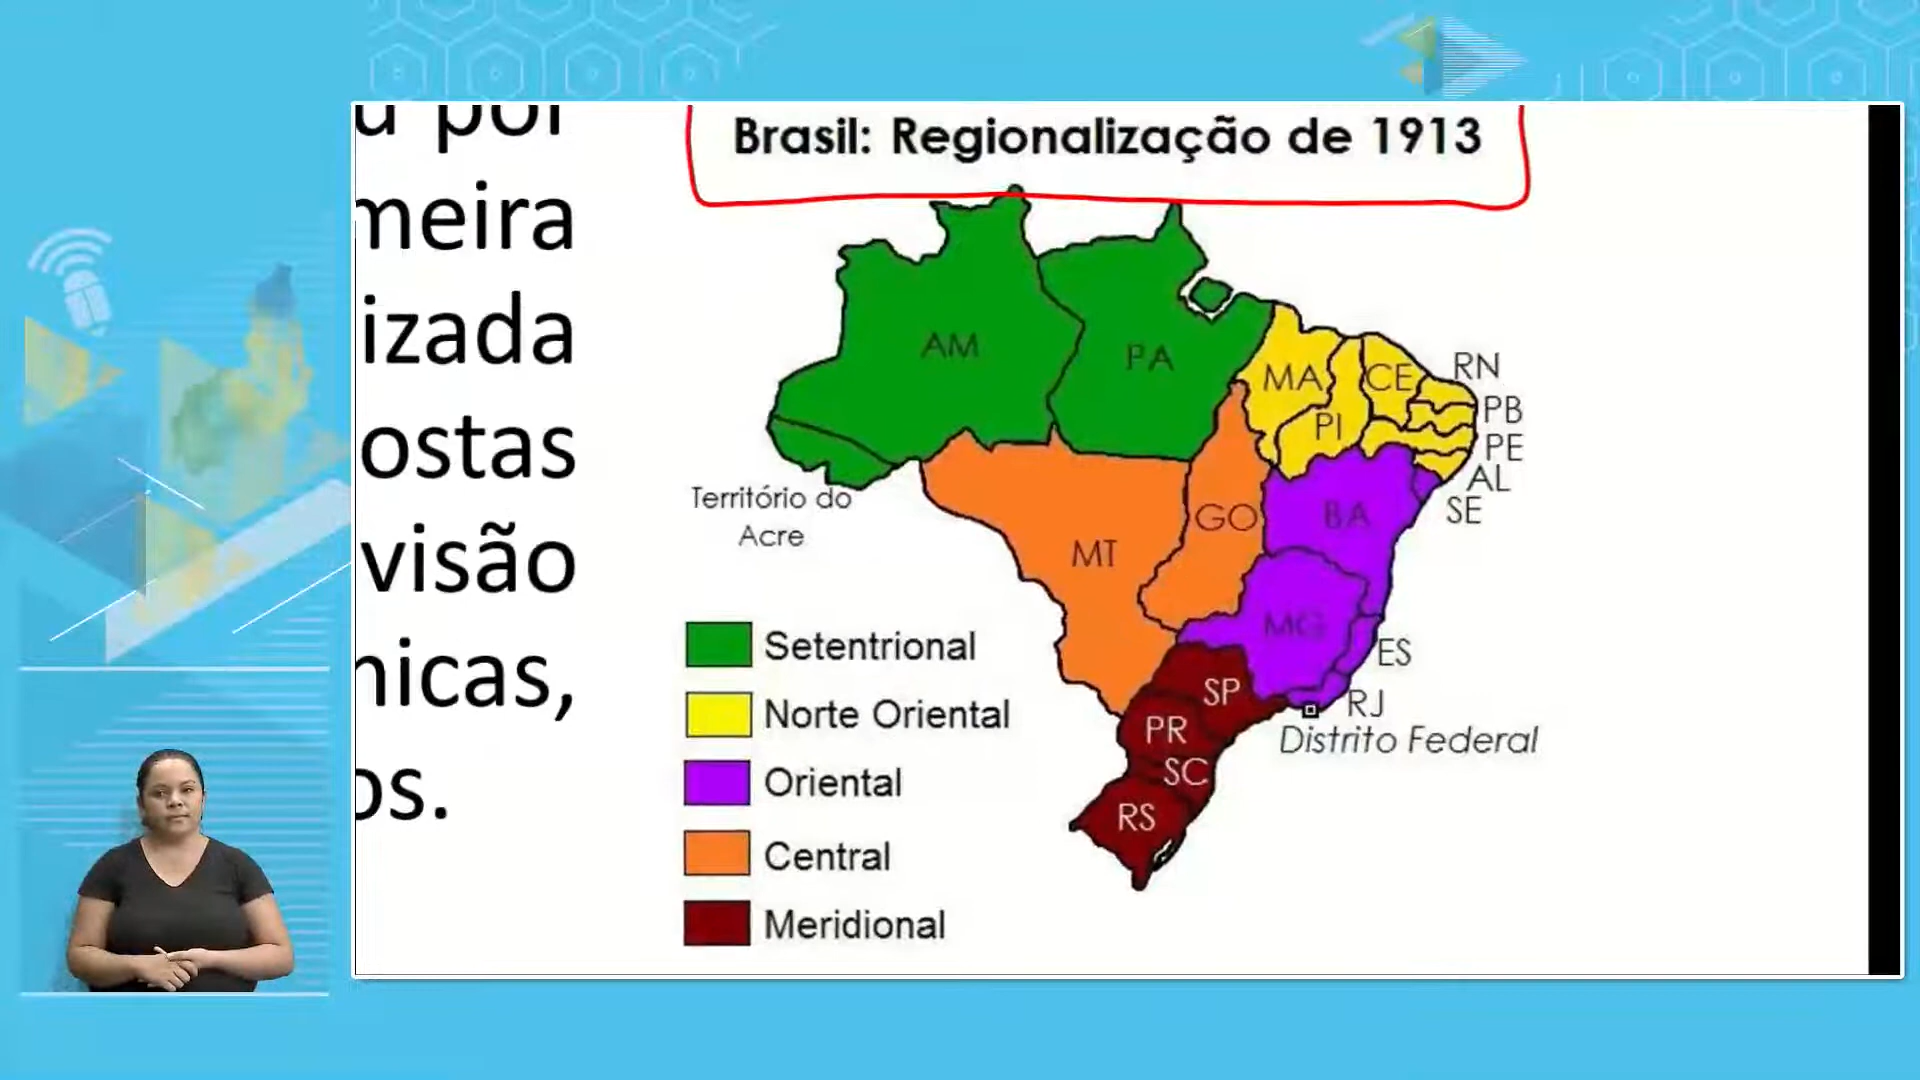 por
meira
izada
ostas
visão
nicas,
os.
Brasil: Regionalização de 1913
AM
PA
MA
CE
RN
PI
PB
PE
AL
SE
Território do
Acre
MT
GO
BA
MG
ES
SP
RJ
Distrito Federal
PR
SC
RS
Setentrional
Norte Oriental
Oriental
Central
Meridional